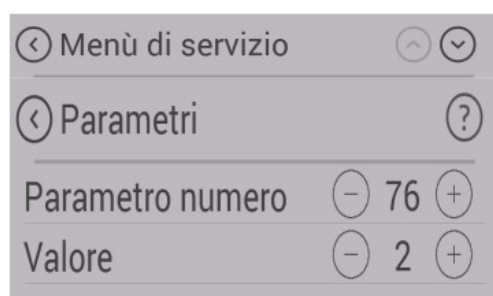 Menù di servizio
Parametri
?
Parametro numero - 76 +
Valore - 2 +